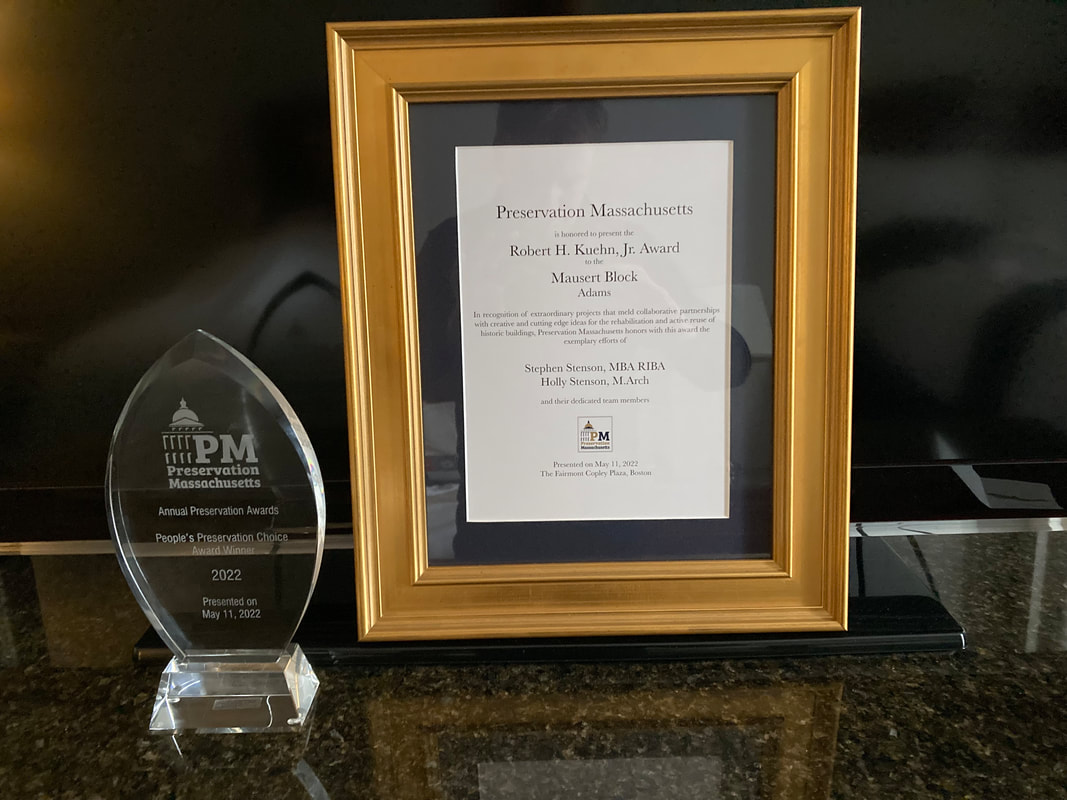 PM
Preservation
Massachusetts
Annual Preservation Awards
People's Preservation Choice
Award Winner
2022
Presented on
May 11, 2022
Preservation Massachusetts
is honored to present the
Robert H. Kuehn, Jr. Award
to the
Mausert Block
Adams
In recognition of extraordinary projects that meld collaborative partnerships
with creative and cutting edge ideas for the rehabilitation and active reuse of
historic buildings, Preservation Massachusetts honors with this award the
exemplary efforts of
Stephen Stenson, MBA RIBA
Holly Stenson, M.Arch
and their dedicated team members
PM
Preservation
Massachusetts
Presented on May 11, 2022
The Fairmont Copley Plaza, Boston